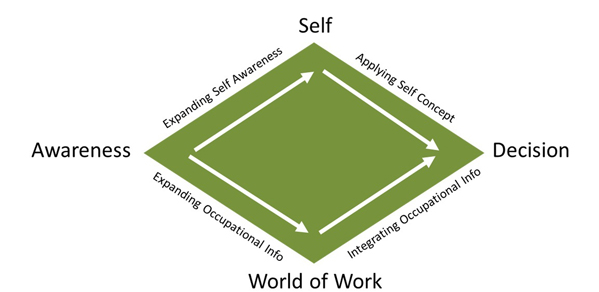 Self
Expanding Self Awareness
Applying Self Concept
Awareness
Decision
Expanding Occupational Info
Integrating Occupational Info
World of Work